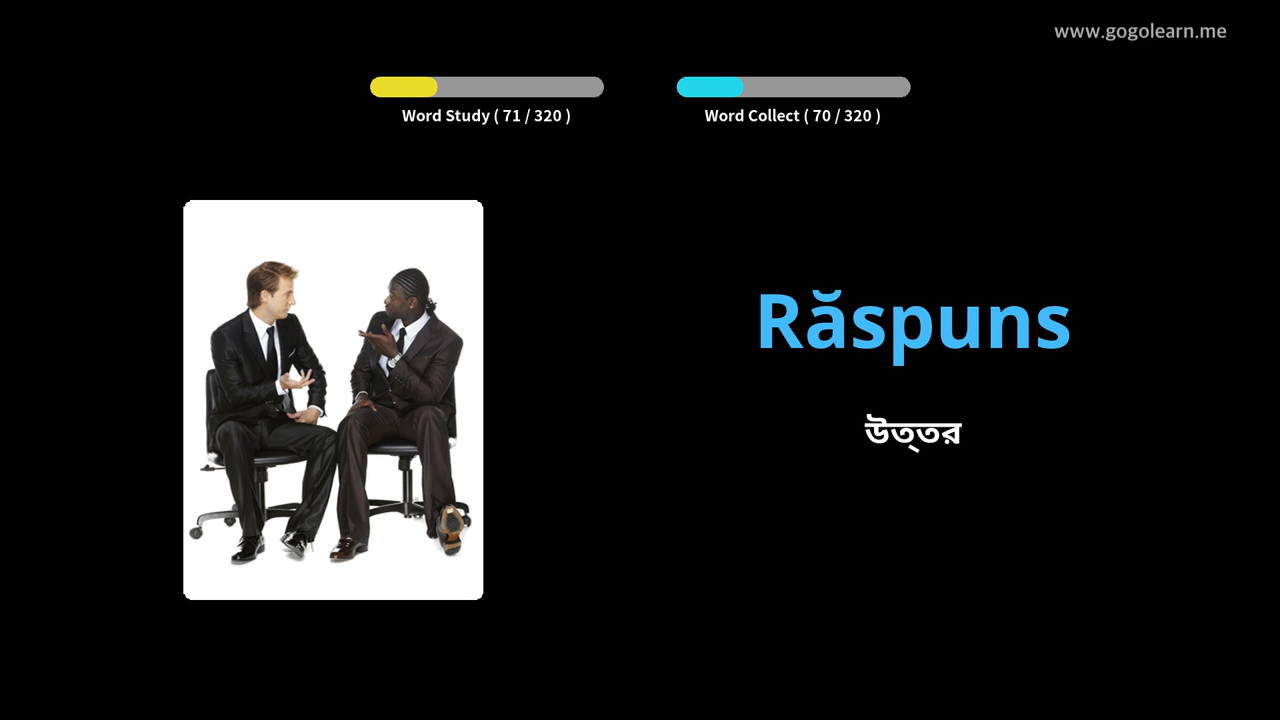 www.gogolearn.me
Word Study ( 71 / 320 )
Word Collect ( 70 / 320 )
Răspuns
উত্তর